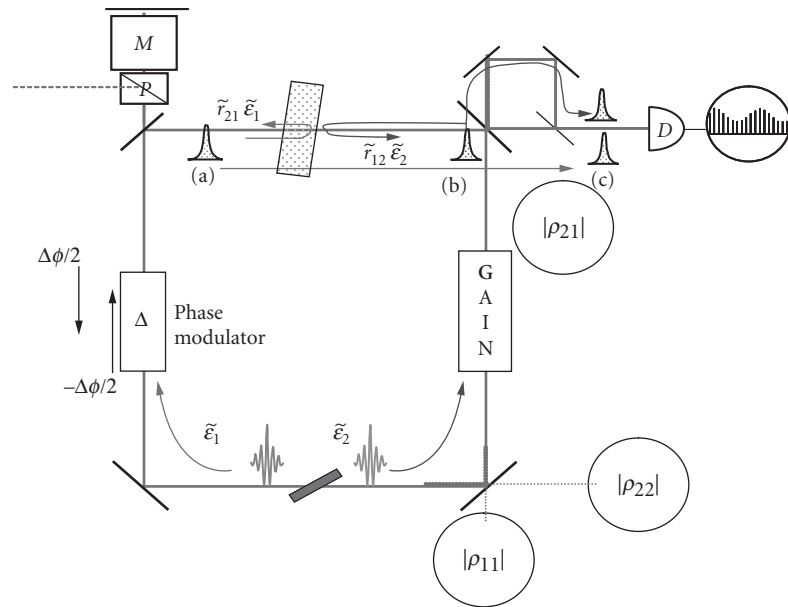 M
P
r̃₂₁ ε̃₁
r̃₁₂ ε̃₂
(a)
(b)
(c)
D
|ρ₂₁|
Δϕ/2
Δ
Phase
modulator
−Δϕ/2
G
A
I
N
ε̃₁
ε̃₂
|ρ₂₂|
|ρ₁₁|